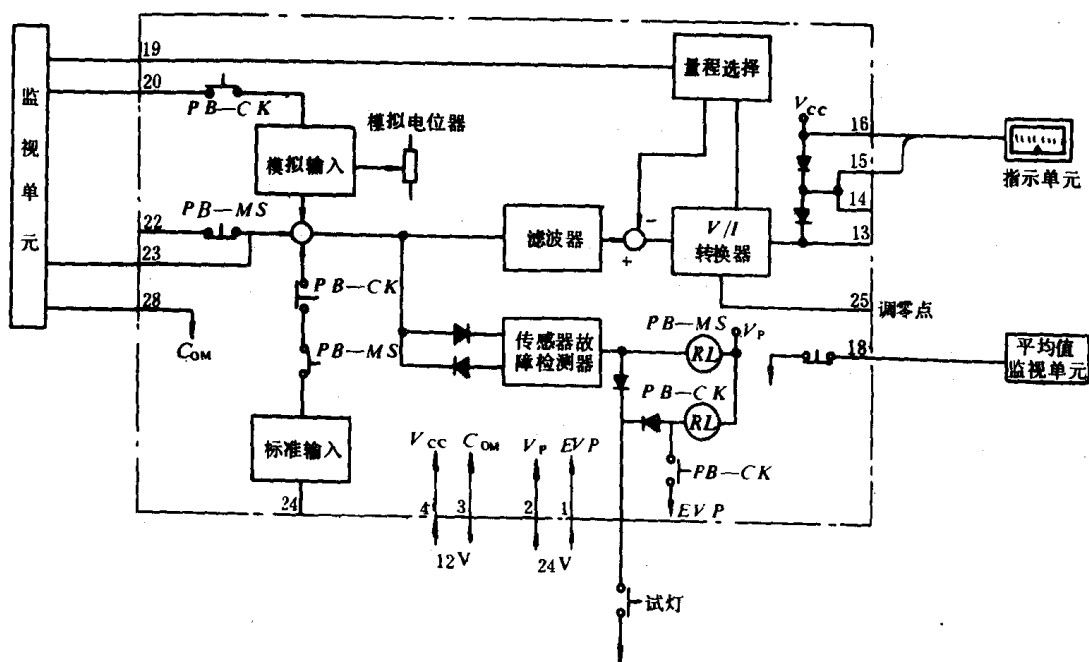 监视单元
19
20
PB-CK
模拟输入
模拟电位器
量程选择
VCC
16
15
14
13
指示单元
22
PB-MS
23
28
COM
滤波器
-
+
V/I
转换器
25
调零点
PB-CK
PB-MS
传感器故
障检测器
PB-MS
VP
RL
PB-CK
RL
18
平均值
监视单元
标准输入
24
VCC
COM
VP
EVP
4
3
2
1
12V
24V
PB-CK
EVP
试灯